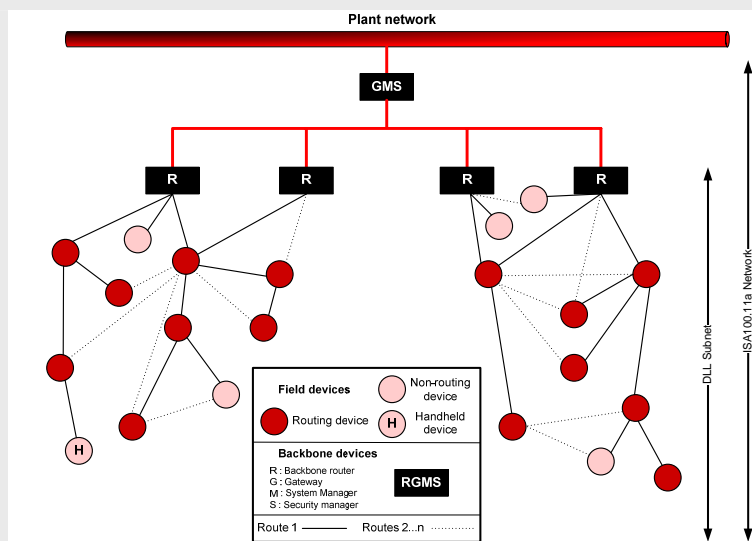 Plant network
GMS
R
R
R
R
H
DLL Subnet
ISA100.11a Network
Field devices
Non-routing
device
Routing device
H
Handheld
device
Backbone devices
R : Backbone router
G : Gateway
M : System Manager
S : Security manager
RGMS
Route 1
Routes 2...n